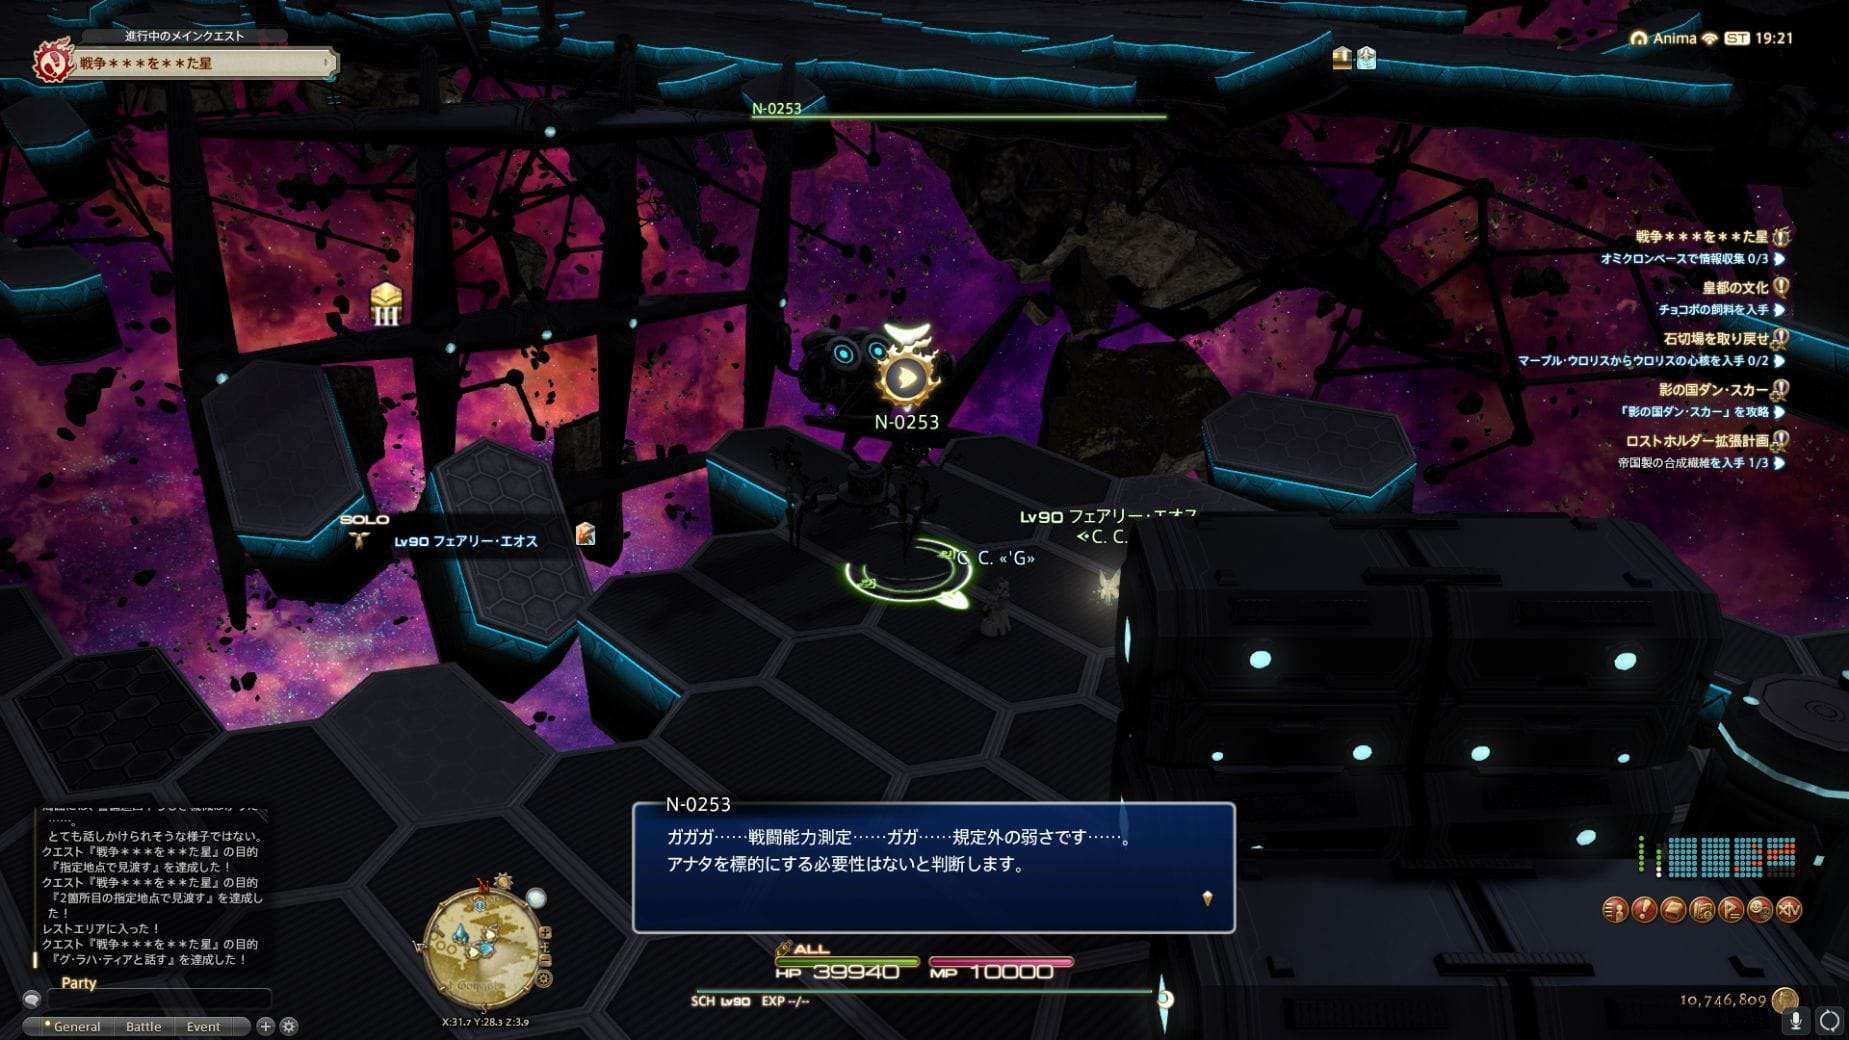 進行中のメインクエスト
戦争＊＊＊を＊＊た星
Anima ST 19:21
N-0253
戦争＊＊＊を＊＊た星
オミクロンベースで情報収集 0/3
皇都の文化
チョコボの飼料を入手
石切場を取り戻せ
マーブル・ウロリスからウロリスの心核を入手 0/2
影の国ダン・スカー
『影の国ダン・スカー』を攻略
ロストホルダー拡張計画
帝国製の合成繊維を入手 1/3
III
N-0253
SOLO
Lv90 フェアリー・エオス
Lv90 フェアリー・エオス
C. C.
C. C. «'G»
N-0253
ガガガ……戦闘能力測定……ガガ……規定外の弱さです……。
アナタを標的にする必要性はないと判断します。
……。
とても話しかけられそうな様子ではない。
クエスト『戦争＊＊＊を＊＊た星』の目的
『指定地点で見渡す』を達成した！
クエスト『戦争＊＊＊を＊＊た星』の目的
『2箇所目の指定地点で見渡す』を達成し
た！
レストエリアに入った！
クエスト『戦争＊＊＊を＊＊た星』の目的
『グ・ラハ・ティアと話す』を達成した！
Party
General Battle Event
N
X:31.7 Y:28.3 Z:3.9
ALL
HP 39940 MP 10000
SCH Lv90 EXP --/--
XIV
10,746,809